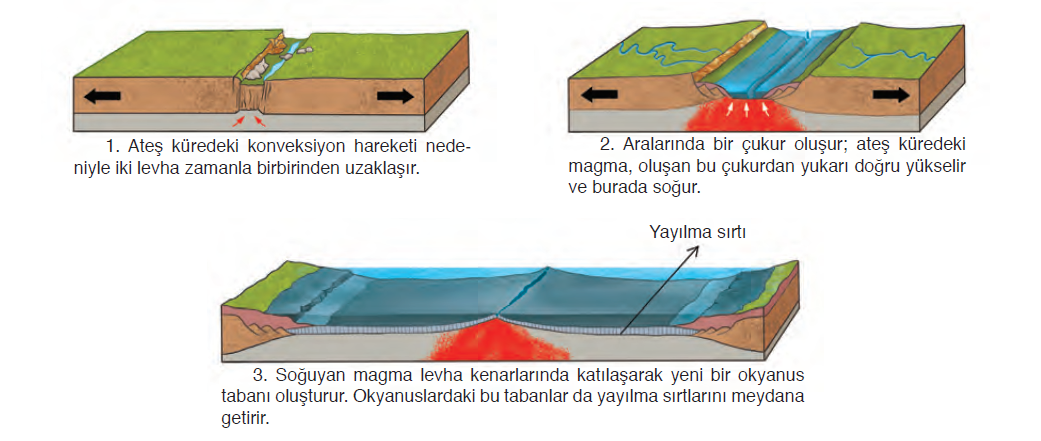 1. Ateş küredeki konveksiyon hareketi nede-
niyle iki levha zamanla birbirinden uzaklaşır.
2. Aralarında bir çukur oluşur; ateş küredeki
magma, oluşan bu çukurdan yukarı doğru yükselir
ve burada soğur.
Yayılma sırtı
3. Soğuyan magma levha kenarlarında katılaşarak yeni bir okyanus
tabanı oluşturur. Okyanuslardaki bu tabanlar da yayılma sırtlarını meydana
getirir.